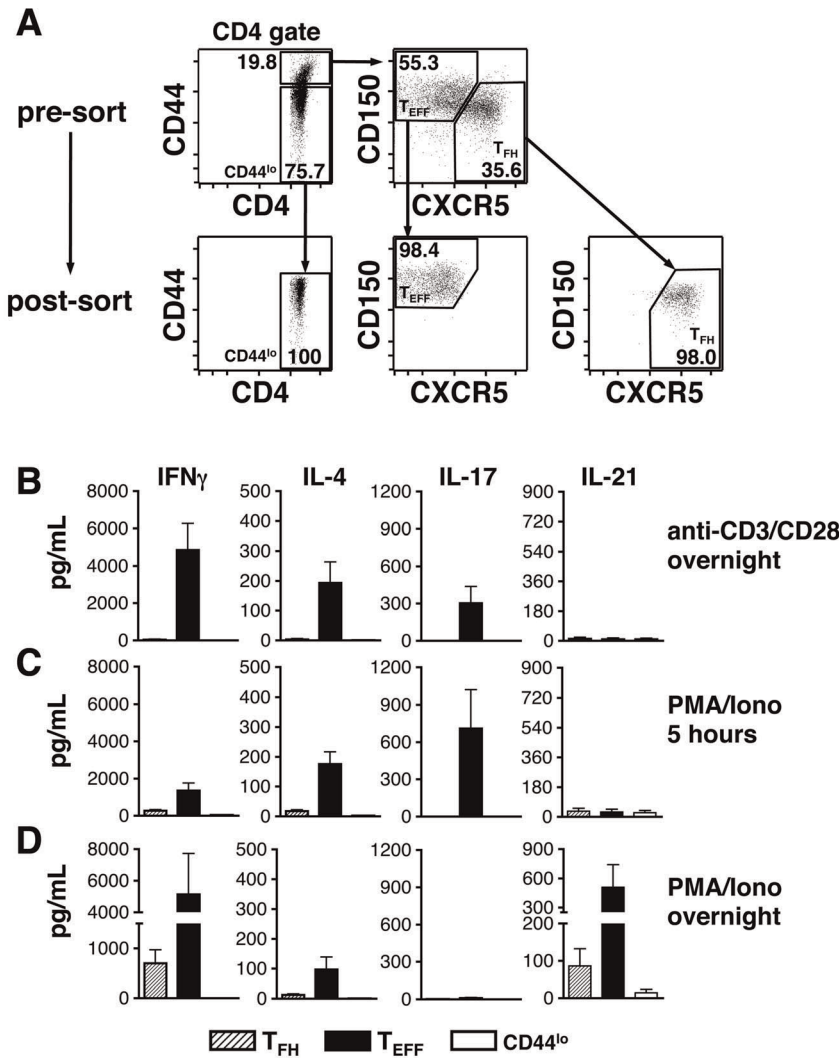 A
CD4 gate
pre-sort
CD44
19.8
CD44lo 75.7
CD4
CD150
55.3
TEFF
TFH
35.6
CXCR5
post-sort
CD44
CD44lo 100
CD4
CD150
98.4
TEFF
CXCR5
CD150
TFH
98.0
CXCR5
B
IFNγ IL-4 IL-17 IL-21
pg/mL
8000 6000 4000 2000 0
500 400 300 200 100 0
1200 900 600 300 0
900 720 540 360 180 0
anti-CD3/CD28
overnight
C
pg/mL
8000 6000 4000 2000 0
500 400 300 200 100 0
1200 900 600 300 0
900 720 540 360 180 0
PMA/Iono
5 hours
D
pg/mL
8000 6000 4000 1000 0
500 400 300 200 100 0
1200 900 600 300 0
900 600 300 200 100 0
PMA/Iono
overnight
TFH TEFF CD44lo